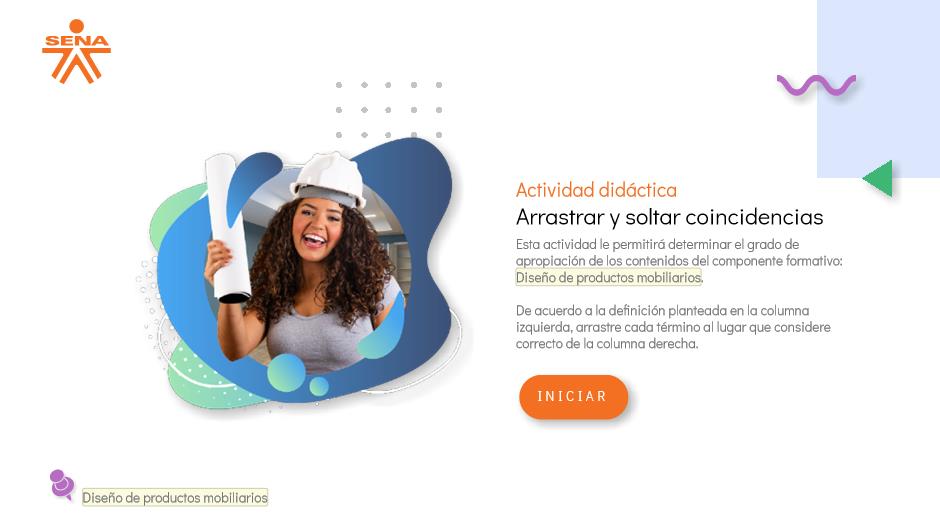 SENA
Actividad didáctica
Arrastrar y soltar coincidencias
Esta actividad le permitirá determinar el grado de
apropiación de los contenidos del componente formativo:
Diseño de productos mobiliarios.
De acuerdo a la definición planteada en la columna
izquierda, arrastre cada término al lugar que considere
correcto de la columna derecha.
INICIAR
Diseño de productos mobiliarios